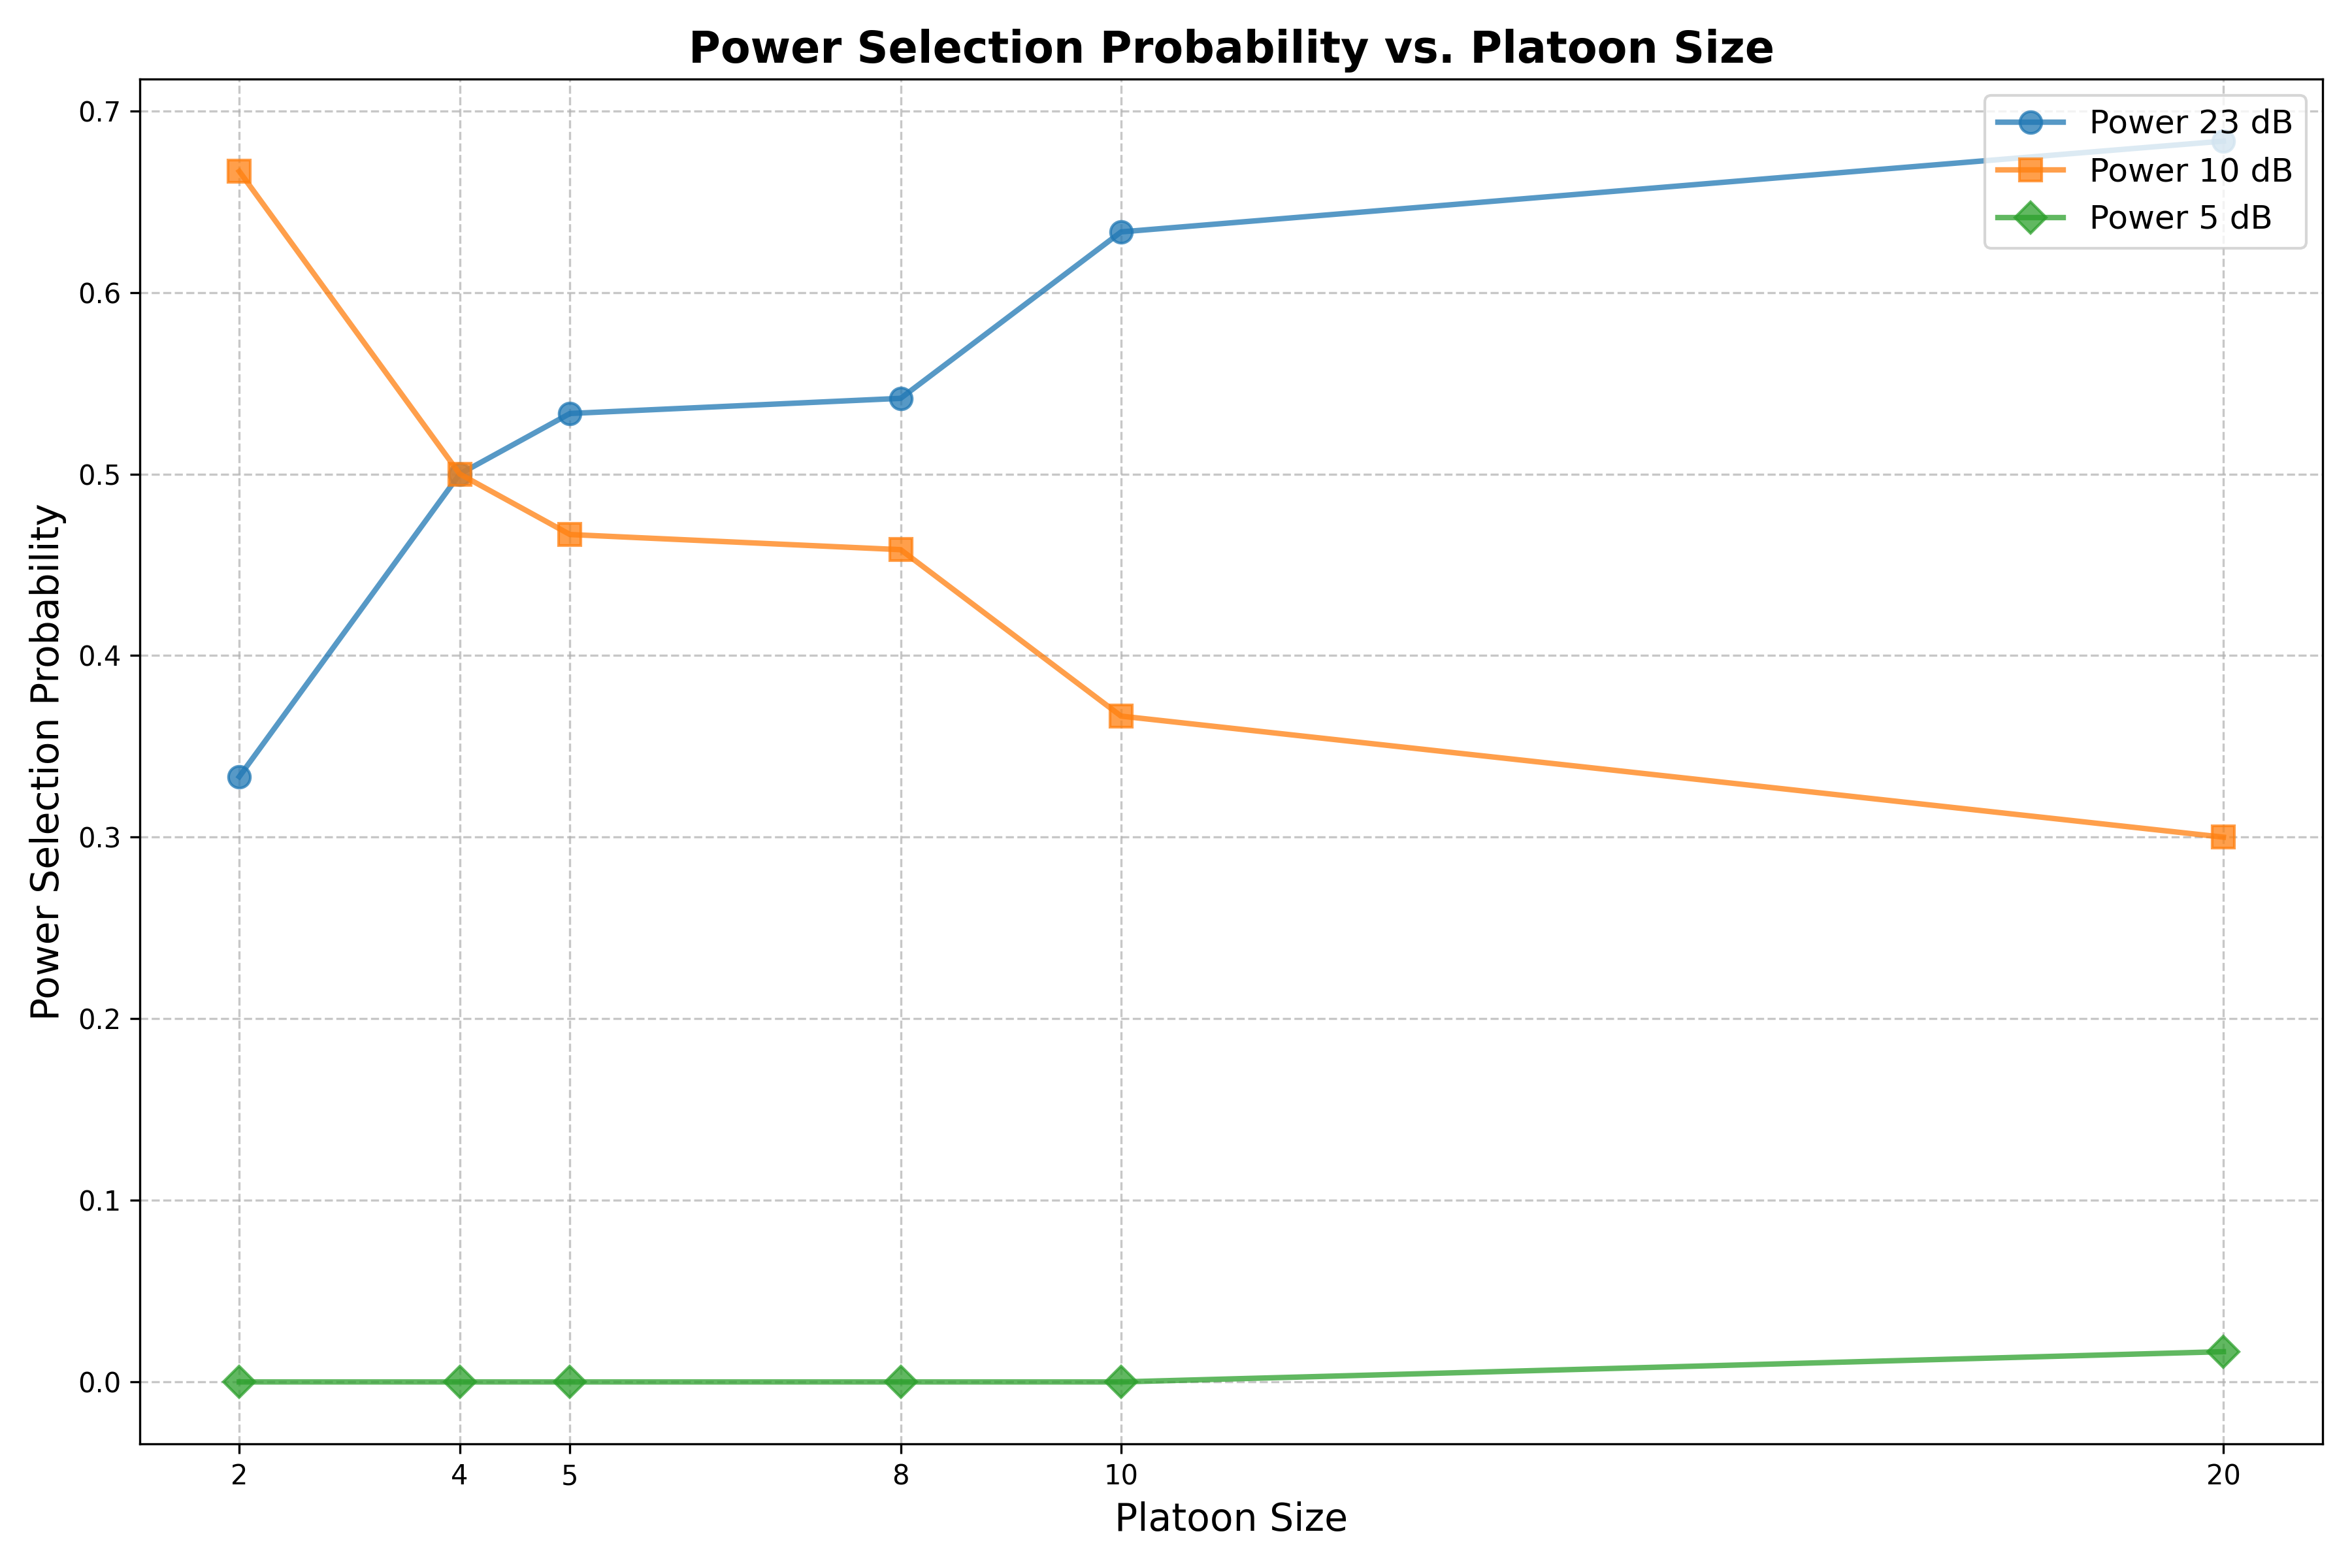 Power Selection Probability vs. Platoon Size
Power 23 dB
Power 10 dB
Power 5 dB
Power Selection Probability
0.7
0.6
0.5
0.4
0.3
0.2
0.1
0.0
2 4 5 8 10 20
Platoon Size